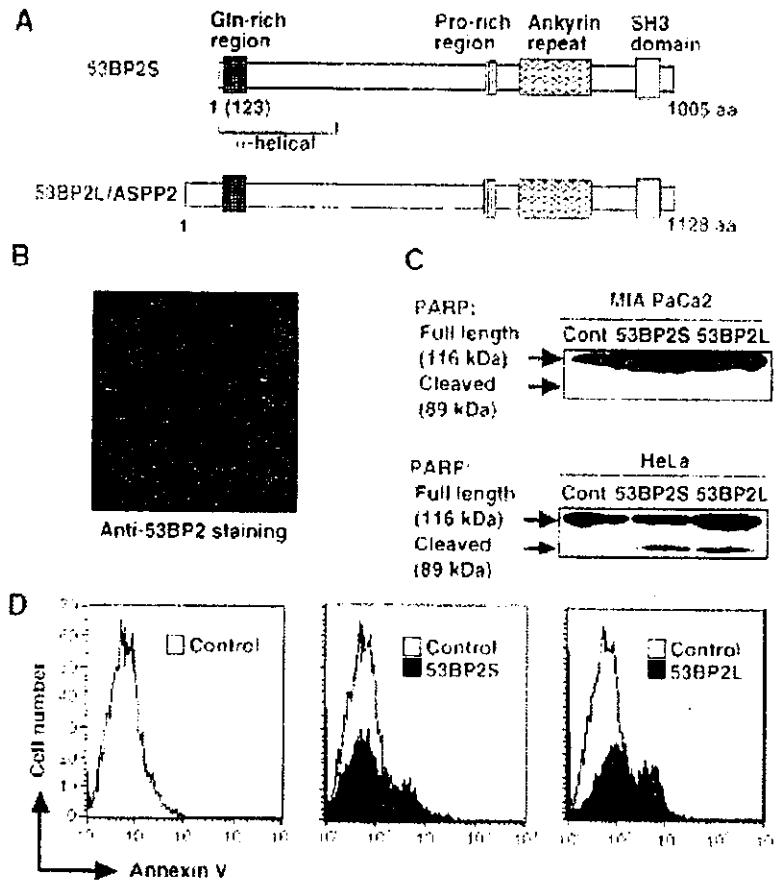 A
Gln-rich region
Pro-rich region
Ankyrin repeat
SH3 domain
53BP2S
1 (123)
1005 aa
α-helical
53BP2L/ASPP2
1
1128 aa
B
Anti-53BP2 staining
C
MIA PaCa2
PARP:
Full length
Cont 53BP2S 53BP2L
(116 kDa)
Cleaved
(89 kDa)
HeLa
PARP:
Full length
Cont 53BP2S 53BP2L
(116 kDa)
Cleaved
(89 kDa)
D
Cell number
Control
Control
53BP2S
Control
53BP2L
Annexin V